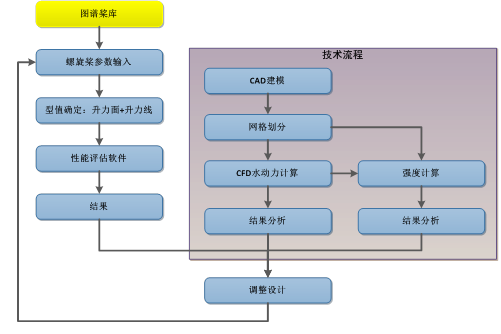 图谱桨库
螺旋桨参数输入
型值确定：升力面+升力线
性能评估软件
结果
技术流程
CAD建模
网格划分
CFD水动力计算
强度计算
结果分析
结果分析
调整设计